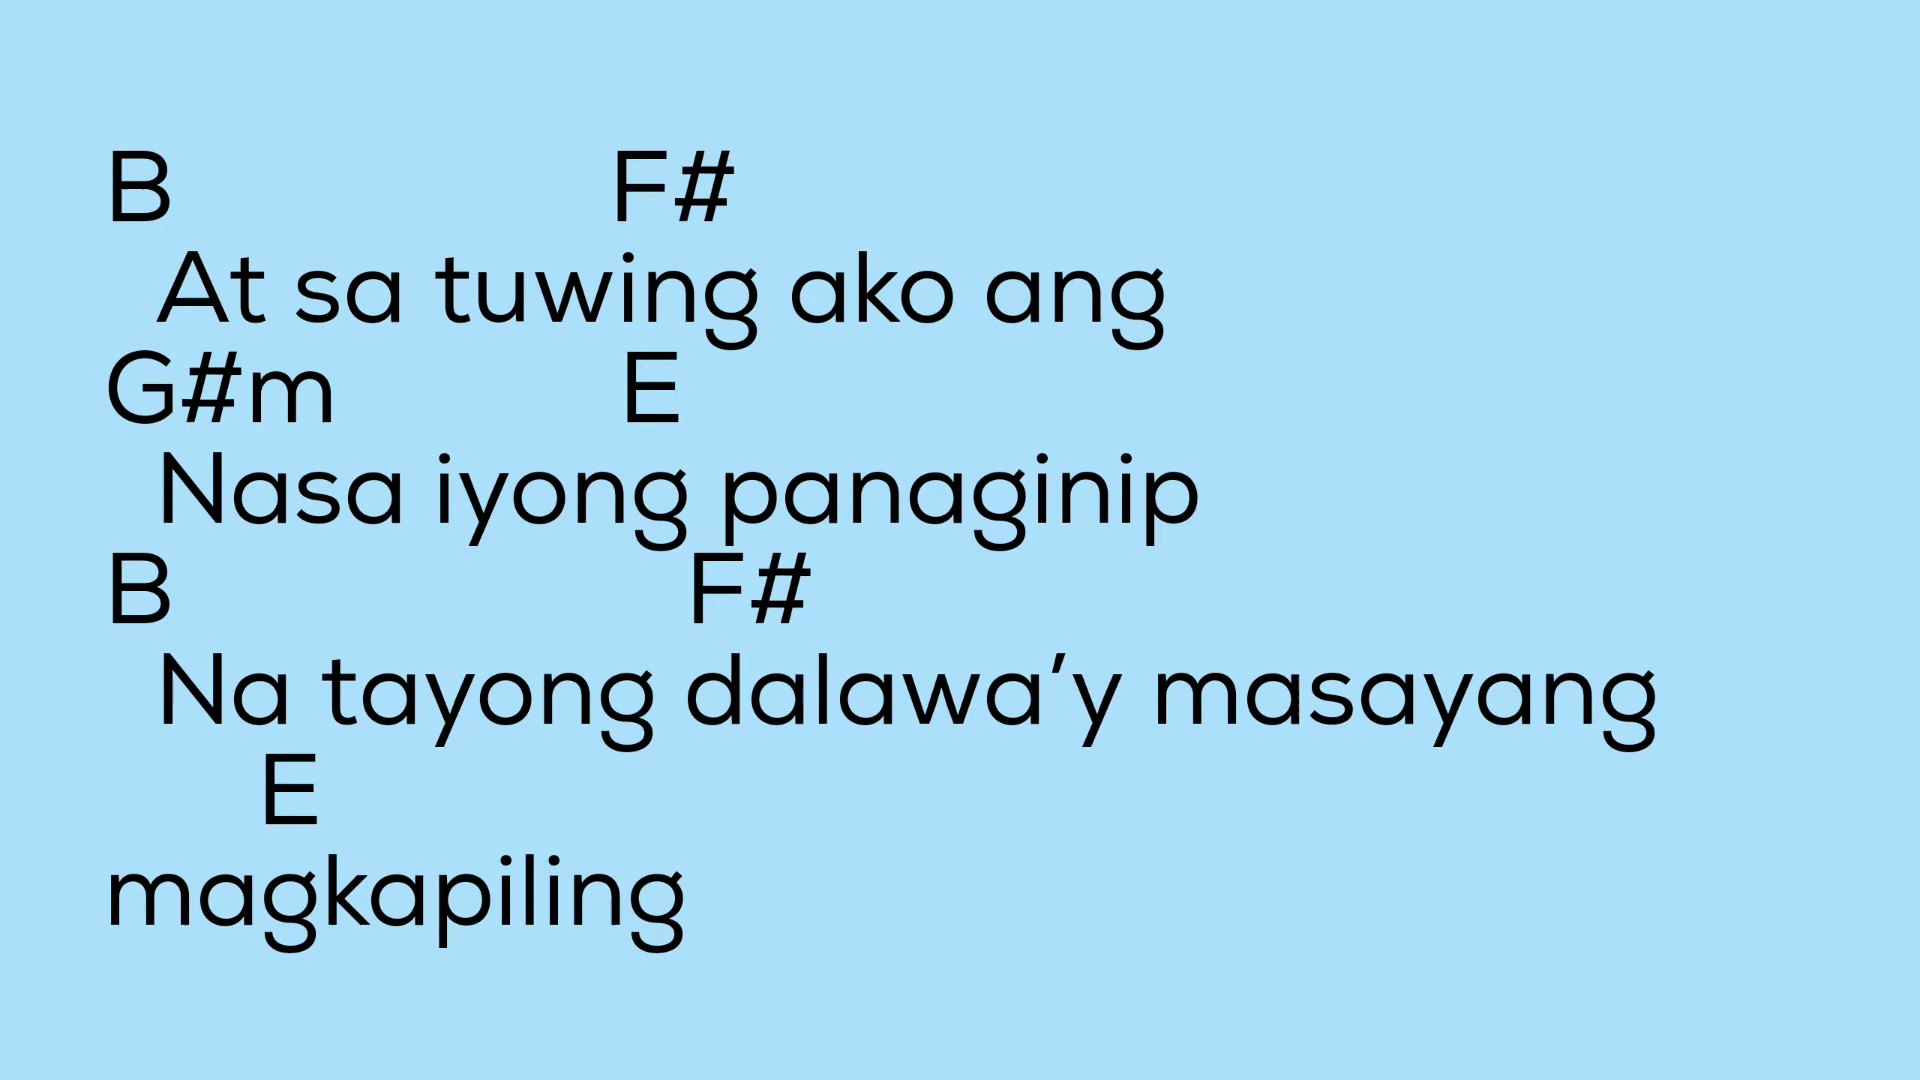 B F#
At sa tuwing ako ang
G#m E
Nasa iyong panaginip
B F#
Na tayong dalawa’y masayang
E
magkapiling